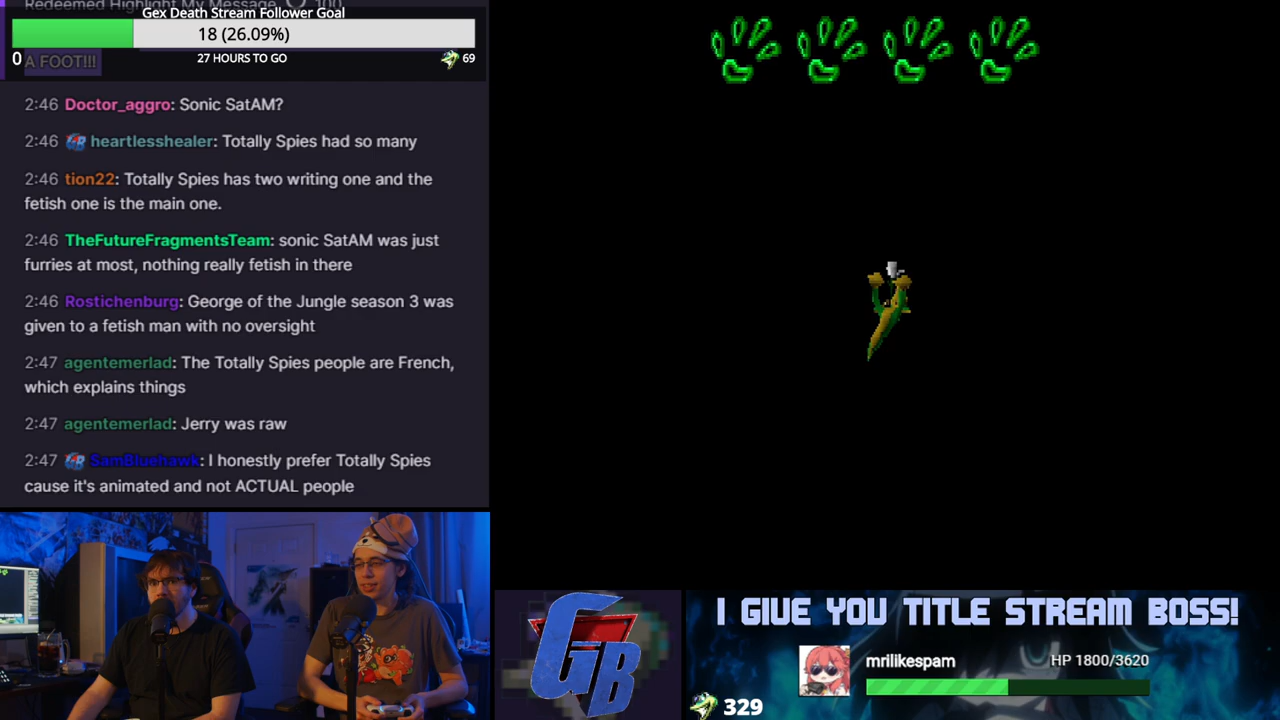 Redeemed Highlight My Message 100
Gex Death Stream Follower Goal
18 (26.09%)
0
27 HOURS TO GO
69
A FOOT!!!
2:46 Doctor_aggro: Sonic SatAM?
2:46 heartlesshealer: Totally Spies had so many
2:46 tion22: Totally Spies has two writing one and the
fetish one is the main one.
2:46 TheFutureFragmentsTeam: sonic SatAM was just
furries at most, nothing really fetish in there
2:46 Rostichenburg: George of the Jungle season 3 was
given to a fetish man with no oversight
2:47 agentemerlad: The Totally Spies people are French,
which explains things
2:47 agentemerlad: Jerry was raw
2:47 SamBluehawk: I honestly prefer Totally Spies
cause it's animated and not ACTUAL people
GB
I GIVE YOU TITLE STREAM BOSS!
mrilikespam HP 1800/3620
329